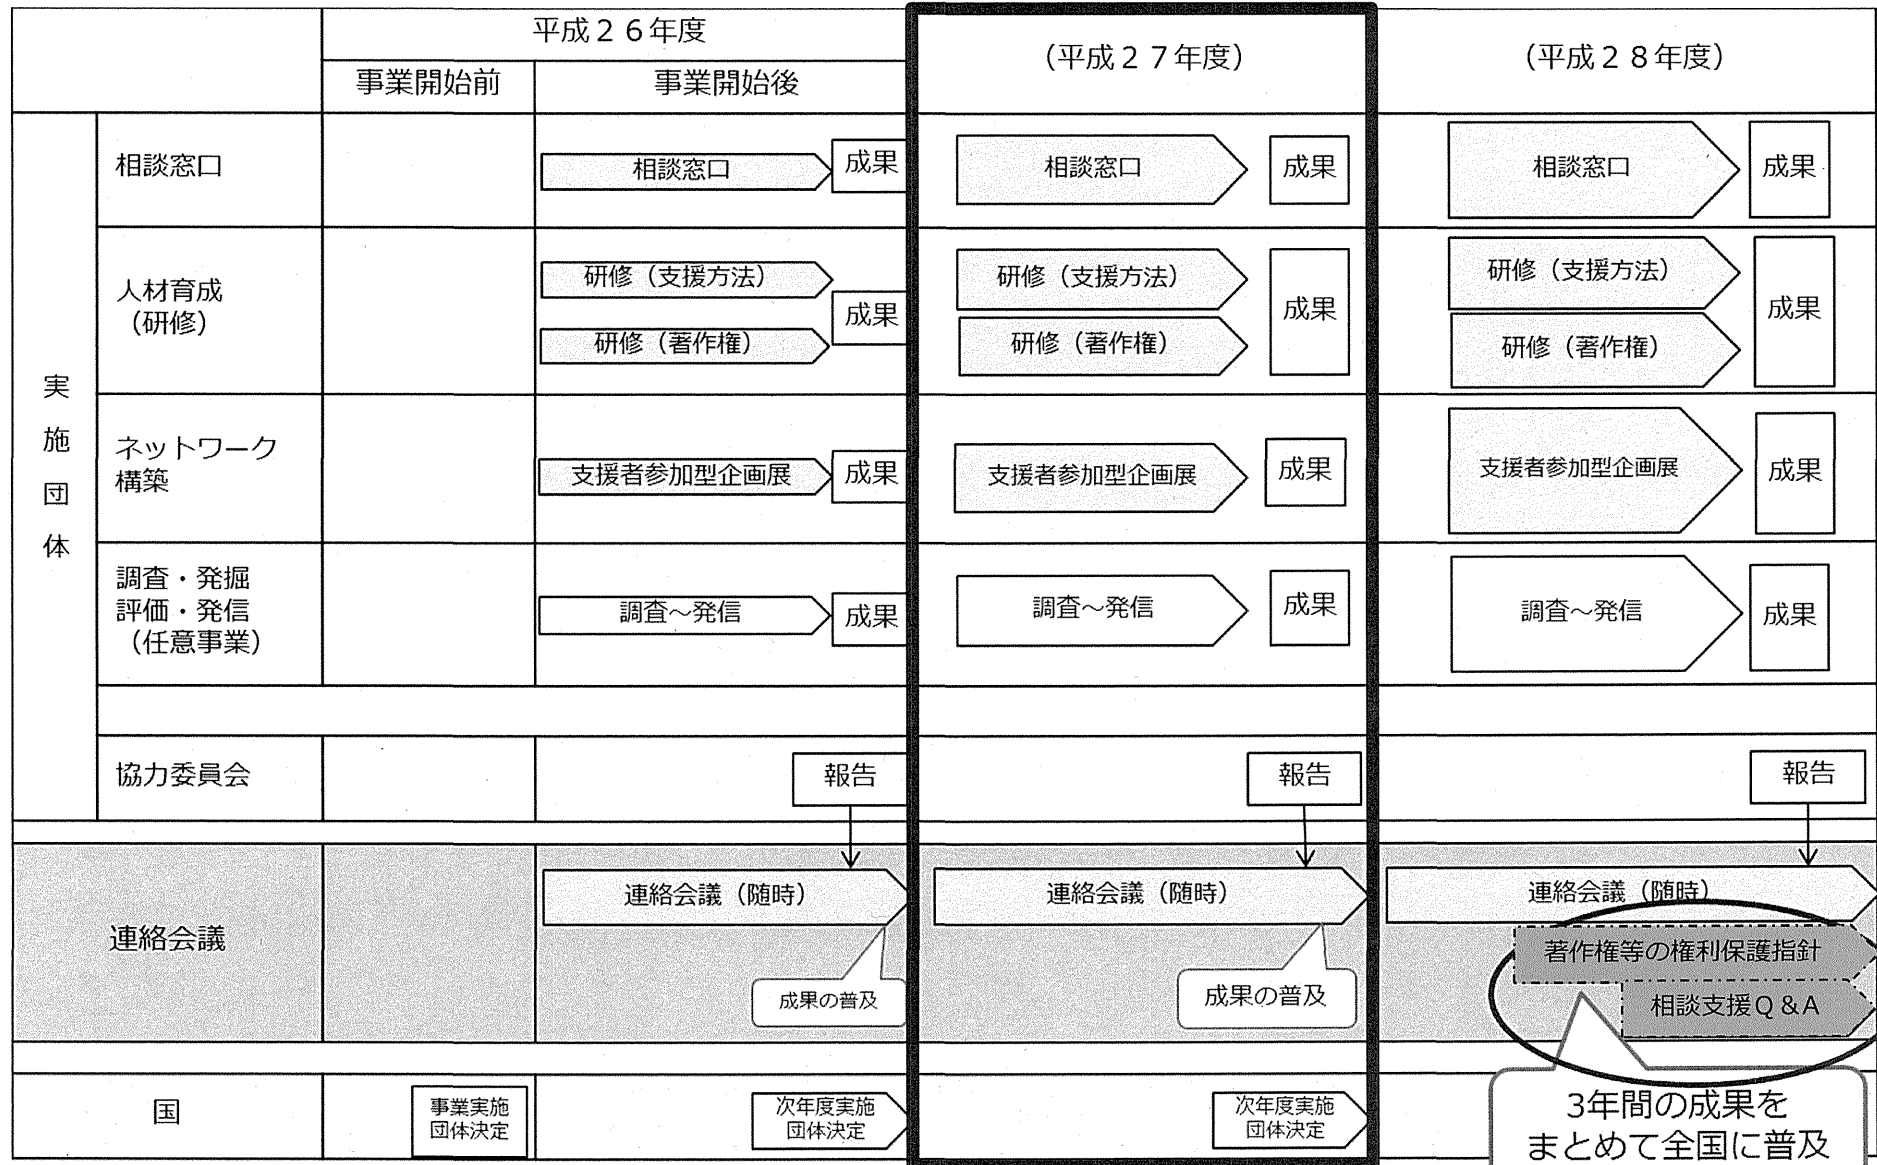 平成２６年度
（平成２７年度）
（平成２８年度）
事業開始前
事業開始後
実施団体
相談窓口
相談窓口
成果
相談窓口
成果
相談窓口
成果
人材育成
（研修）
研修（支援方法）
研修（著作権）
成果
研修（支援方法）
研修（著作権）
成果
研修（支援方法）
研修（著作権）
成果
ネットワーク
構築
支援者参加型企画展
成果
支援者参加型企画展
成果
支援者参加型企画展
成果
調査・発掘
評価・発信
（任意事業）
調査～発信
成果
調査～発信
成果
調査～発信
成果
協力委員会
報告
報告
報告
連絡会議
連絡会議（随時）
成果の普及
連絡会議（随時）
成果の普及
連絡会議（随時）
著作権等の権利保護指針
相談支援Ｑ＆Ａ
国
事業実施
団体決定
次年度実施
団体決定
次年度実施
団体決定
3年間の成果を
まとめて全国に普及